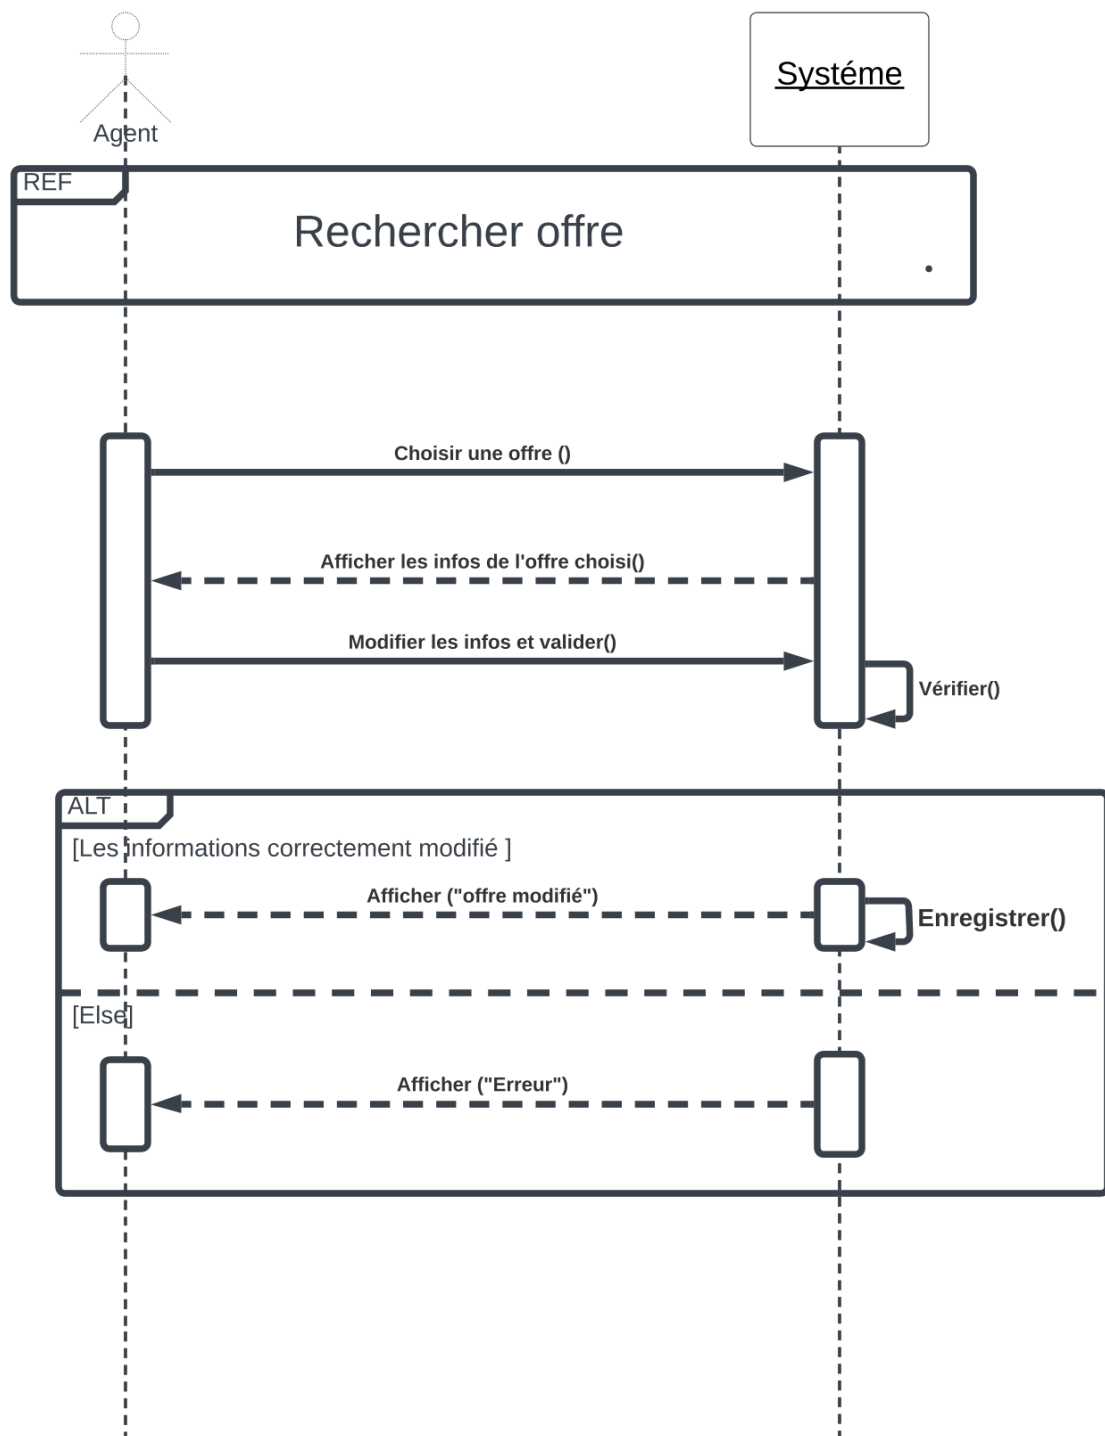 Agent
Systéme
REF
Rechercher offre
Choisir une offre ()
Afficher les infos de l'offre choisi()
Modifier les infos et valider()
Vérifier()
ALT
[Les informations correctement modifié ]
Afficher ("offre modifié")
Enregistrer()
[Else]
Afficher ("Erreur")